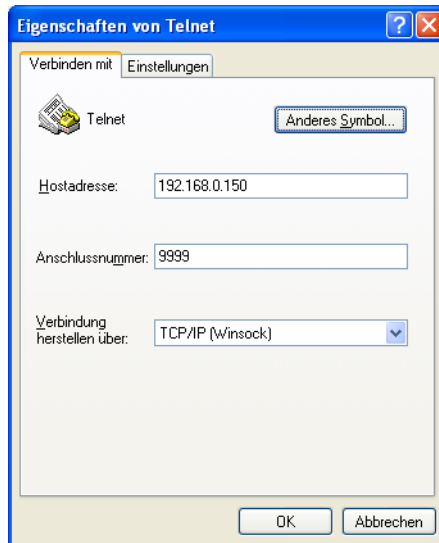 Eigenschaften von Telnet
Verbinden mit
Einstellungen
Telnet
Anderes Symbol...
Hostadresse:
192.168.0.150
Anschlussnummer:
9999
Verbindung
herstellen über:
TCP/IP (Winsock)
OK
Abbrechen